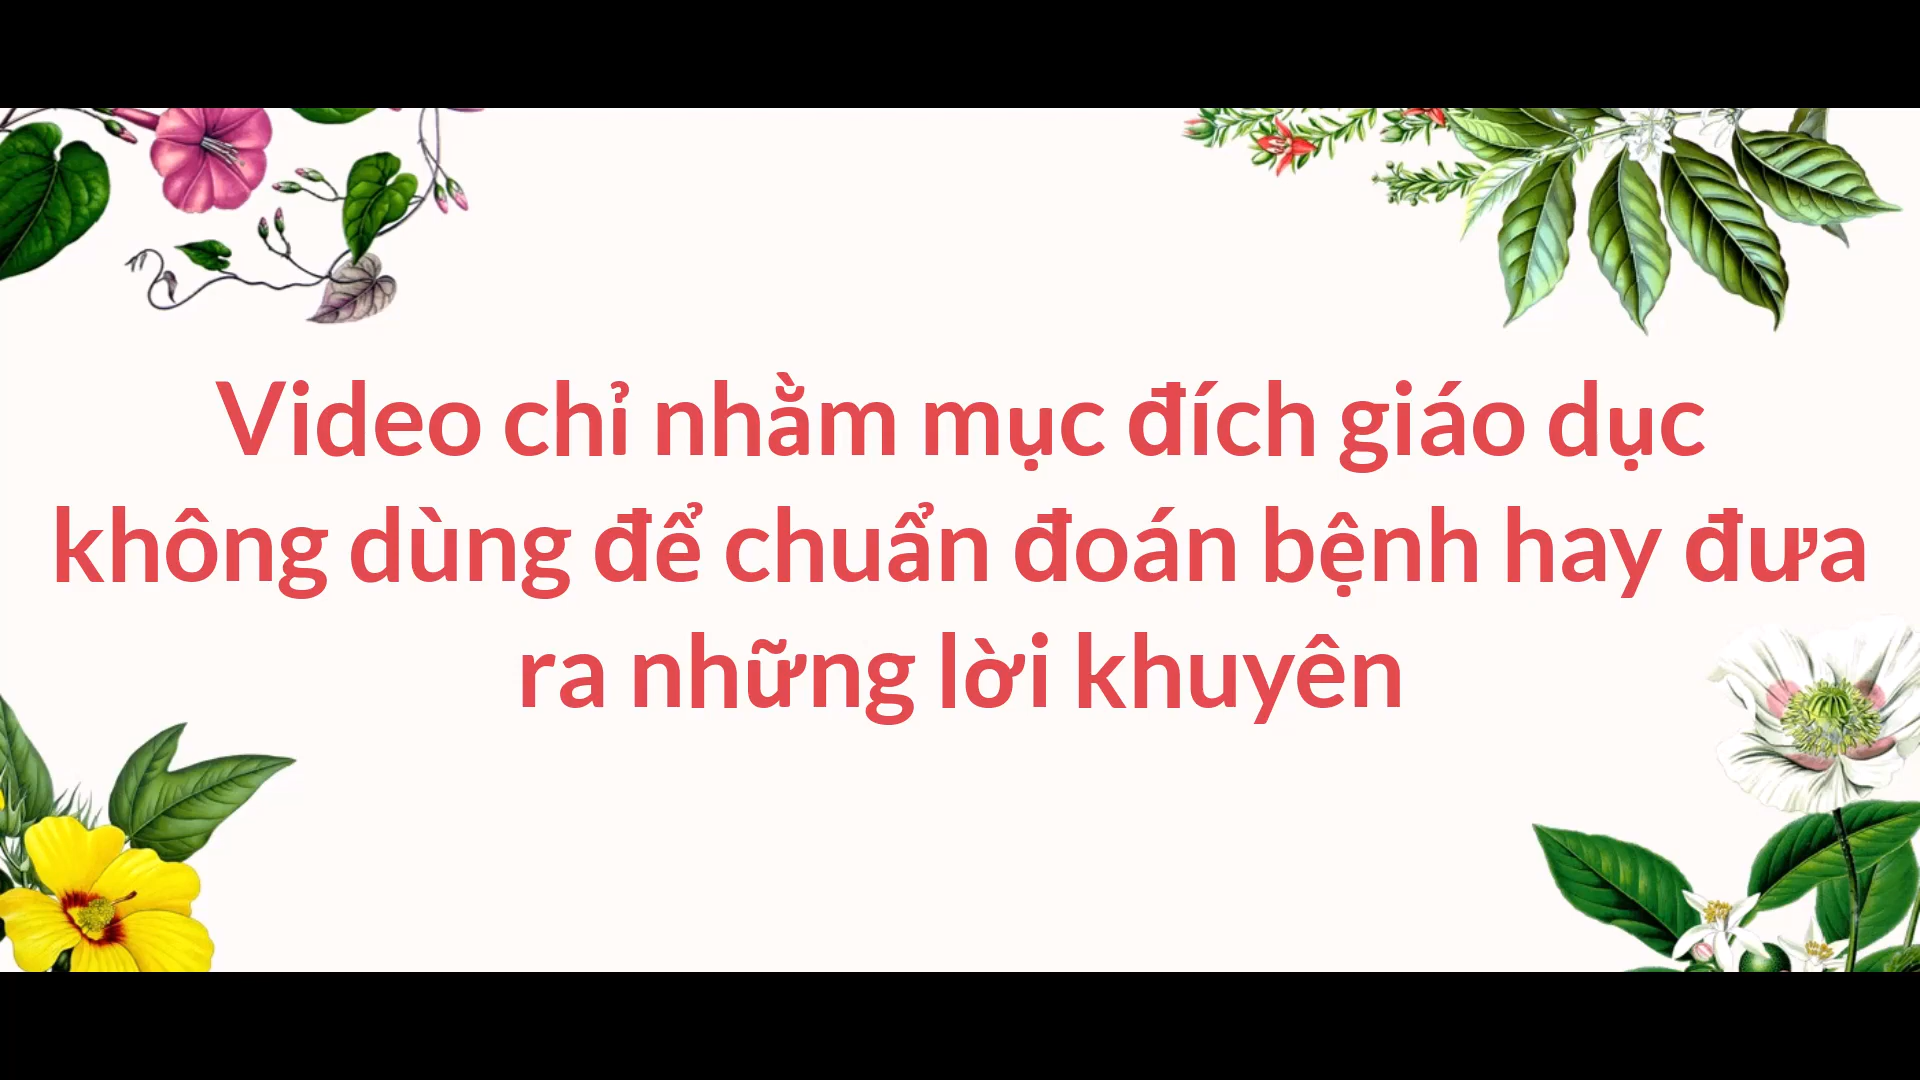 Video chỉ nhằm mục đích giáo dục
không dùng để chuẩn đoán bệnh hay đưa
ra những lời khuyên